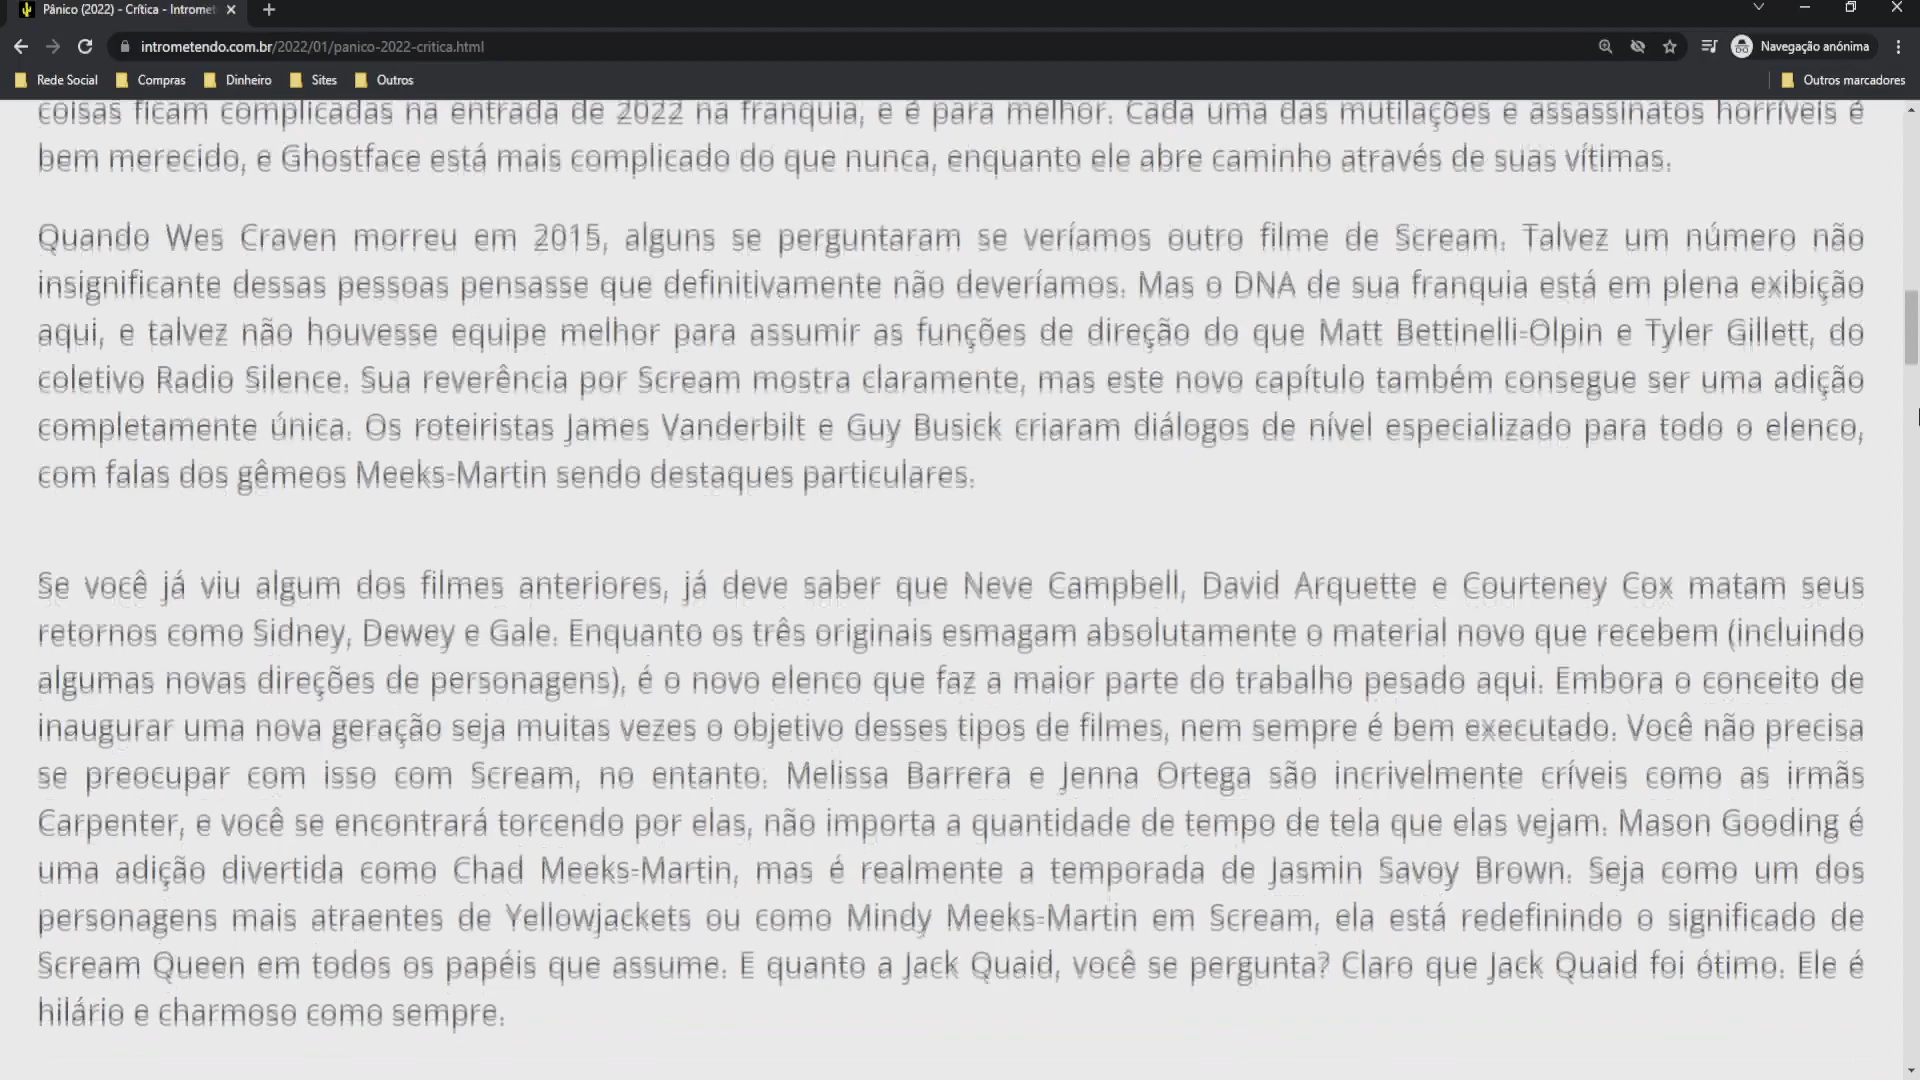 Pânico (2022) - Crítica - Intromet
intrometendo.com.br/2022/01/panico-2022-critica.html
Navegação anónima
Rede Social
Compras
Dinheiro
Sites
Outros
Outros marcadores
coisas ficam complicadas na entrada de 2022 na franquia, e é para melhor. Cada uma das mutilações e assassinatos horríveis é
bem merecido, e Ghostface está mais complicado do que nunca, enquanto ele abre caminho através de suas vítimas.
Quando Wes Craven morreu em 2015, alguns se perguntaram se veríamos outro filme de Scream. Talvez um número não
insignificante dessas pessoas pensasse que definitivamente não deveríamos. Mas o DNA de sua franquia está em plena exibição
aqui, e talvez não houvesse equipe melhor para assumir as funções de direção do que Matt Bettinelli-Olpin e Tyler Gillett, do
coletivo Radio Silence. Sua reverência por Scream mostra claramente, mas este novo capítulo também consegue ser uma adição
completamente única. Os roteiristas James Vanderbilt e Guy Busick criaram diálogos de nível especializado para todo o elenco,
com falas dos gêmeos Meeks-Martin sendo destaques particulares.
Se você já viu algum dos filmes anteriores, já deve saber que Neve Campbell, David Arquette e Courteney Cox matam seus
retornos como Sidney, Dewey e Gale. Enquanto os três originais esmagam absolutamente o material novo que recebem (incluindo
algumas novas direções de personagens), é o novo elenco que faz a maior parte do trabalho pesado aqui. Embora o conceito de
inaugurar uma nova geração seja muitas vezes o objetivo desses tipos de filmes, nem sempre é bem executado. Você não precisa
se preocupar com isso com Scream, no entanto. Melissa Barrera e Jenna Ortega são incrivelmente críveis como as irmãs
Carpenter, e você se encontrará torcendo por elas, não importa a quantidade de tempo de tela que elas vejam. Mason Gooding é
uma adição divertida como Chad Meeks-Martin, mas é realmente a temporada de Jasmin Savoy Brown. Seja como um dos
personagens mais atraentes de Yellowjackets ou como Mindy Meeks-Martin em Scream, ela está redefinindo o significado de
Scream Queen em todos os papéis que assume. E quanto a Jack Quaid, você se pergunta? Claro que Jack Quaid foi ótimo. Ele é
hilário e charmoso como sempre.